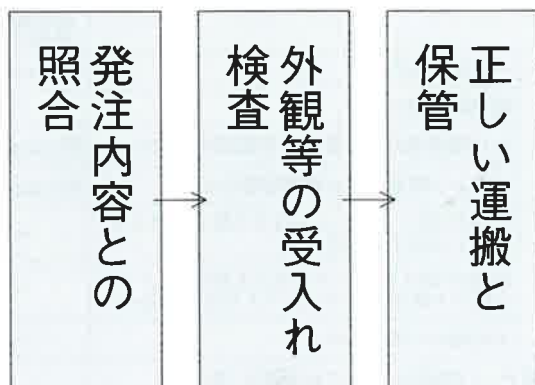 発注内容との
照合
外観等の受入れ
検査
正しい運搬と
保管